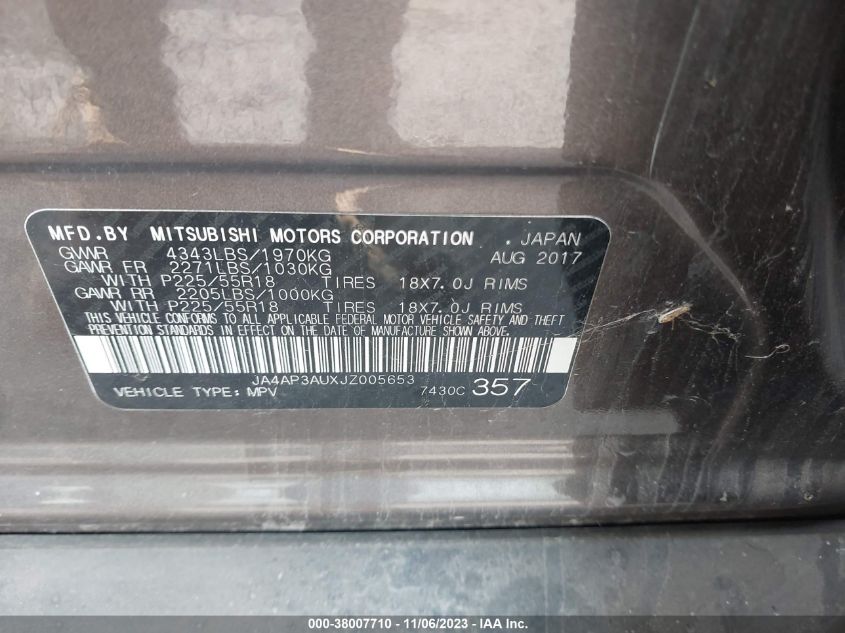 MFD.BY MITSUBISHI MOTORS CORPORATION . JAPAN
GVWR 4343LBS/1970KG AUG 2017
GAWR FR 2271LBS/1030KG
WITH P225/55R18 TIRES 18X7.0J RIMS
GAWR RR 2205LBS/1000KG
WITH P225/55R18 TIRES 18X7.0J RIMS
THIS VEHICLE CONFORMS TO ALL APPLICABLE FEDERAL MOTOR VEHICLE SAFETY AND THEFT
PREVENTION STANDARDS IN EFFECT ON THE DATE OF MANUFACTURE SHOWN ABOVE.
JA4AP3AUXJZ005653
VEHICLE TYPE: MPV 7430C 357
000-38007710 - 11/06/2023 - IAA Inc.